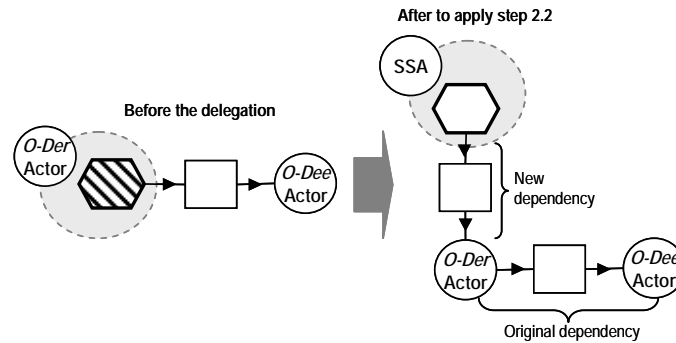 After to apply step 2.2
SSA
Before the delegation
O-Der
Actor
O-Dee
Actor
New
dependency
O-Der
Actor
O-Dee
Actor
Original dependency